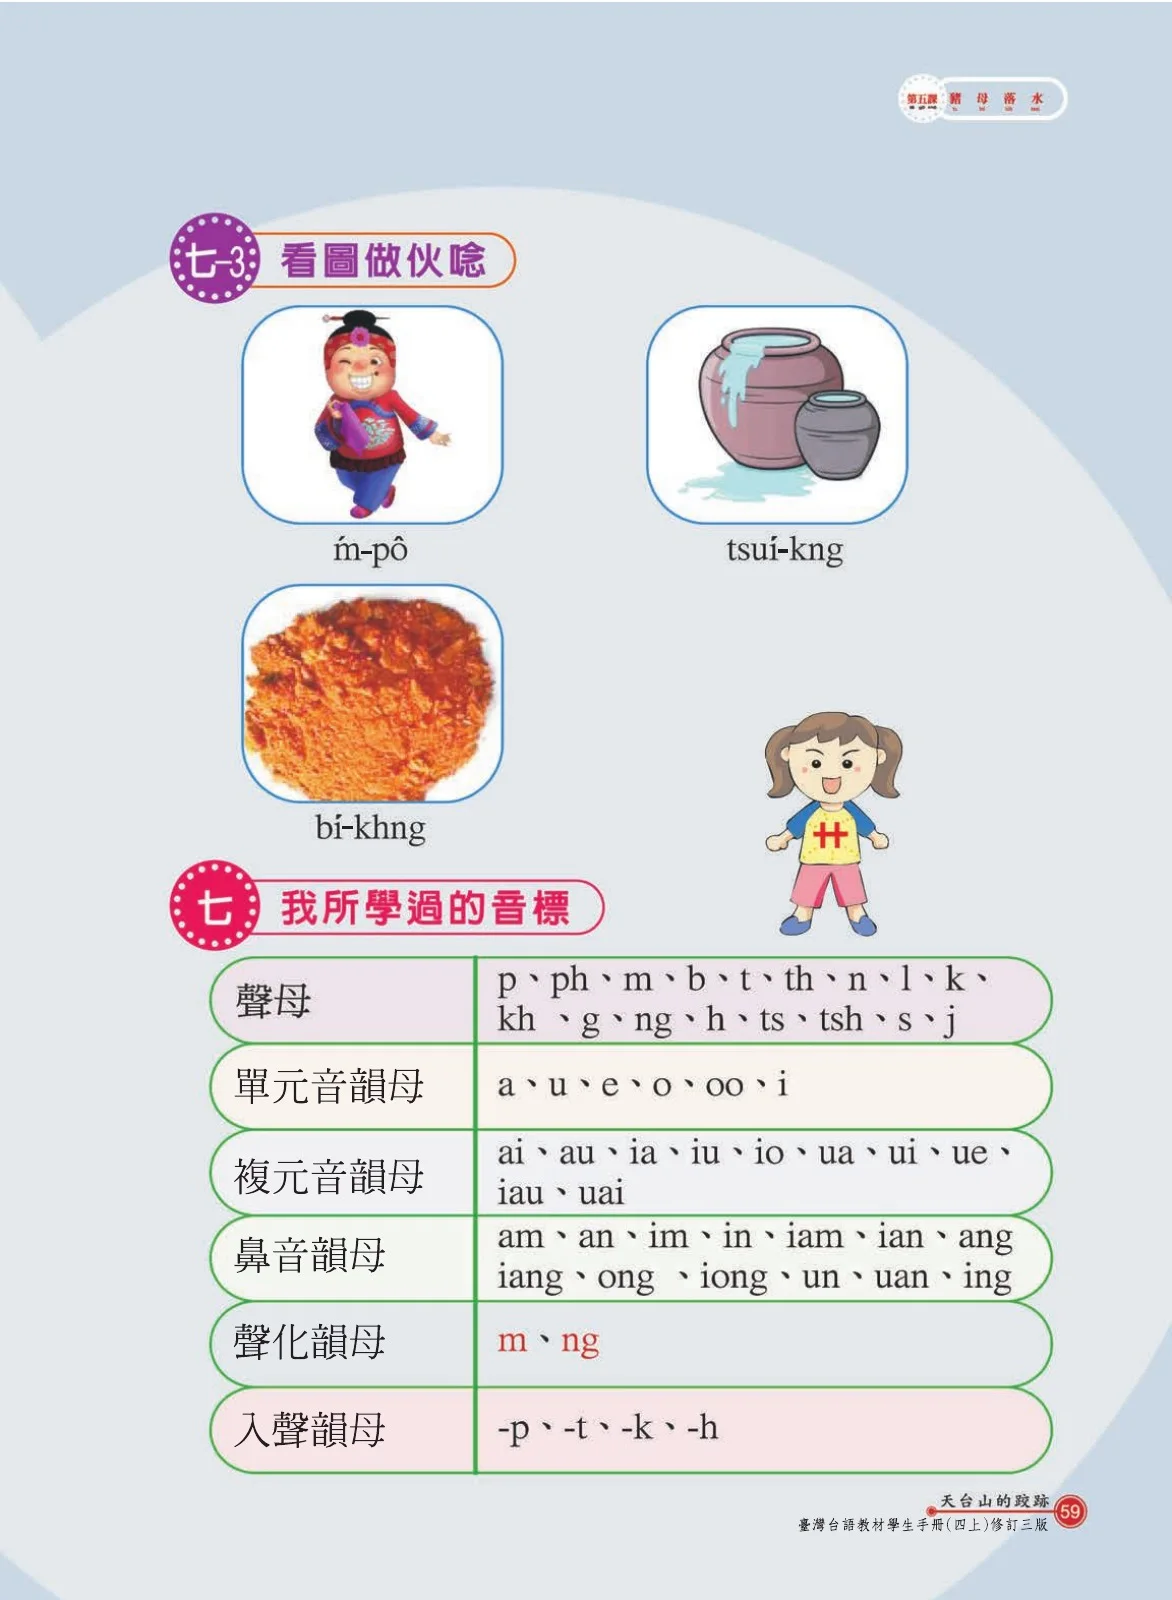 第五課 豬母落水
七-3 看圖做伙唸
ḿ-pô
tsuí-kng
bí-khng
七 我所學過的音標
聲母
p、ph、m、b、t、th、n、l、k、
kh 、g、ng、h、ts、tsh、s、j
單元音韻母
a、u、e、o、oo、i
複元音韻母
ai、au、ia、iu、io、ua、ui、ue、
iau、uai
鼻音韻母
am、an、im、in、iam、ian、ang
iang、ong 、iong、un、uan、ing
聲化韻母
m、ng
入聲韻母
-p、-t、-k、-h
天台山的跤跡
臺灣台語教材學生手冊(四上)修訂三版
59